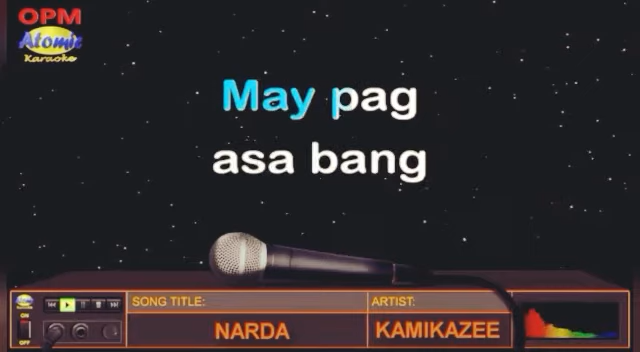 OPM
Atomic
Karaoke
May pag
asa bang
SONG TITLE:
ARTIST:
ON
OFF
NARDA
KAMIKAZEE